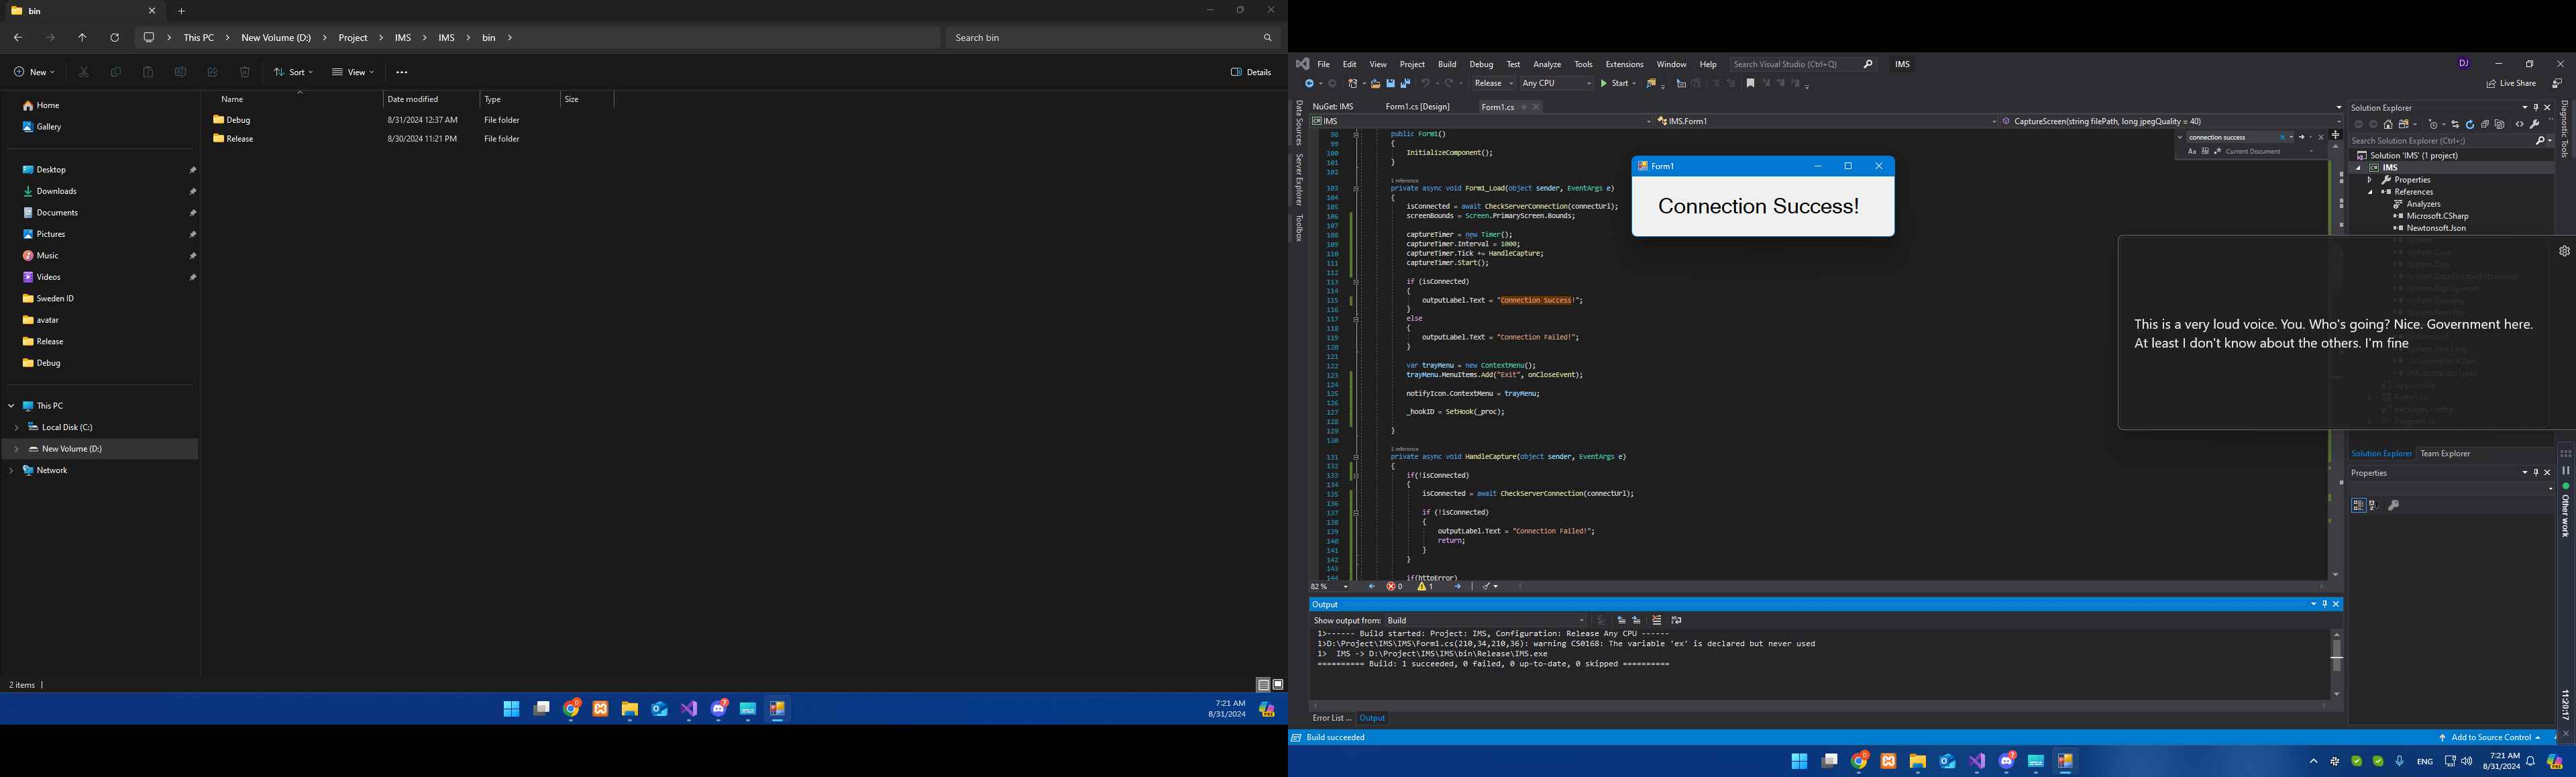 bin
This PC > New Volume (D:) > Project > IMS > IMS > bin >
Search bin
New
Sort
View
Details
Name
Date modified
Type
Size
Debug
8/31/2024 12:37 AM
File folder
Release
8/30/2024 11:21 PM
File folder
Home
Gallery
Desktop
Downloads
Documents
Pictures
Music
Videos
Sweden ID
avatar
Release
Debug
This PC
Local Disk (C:)
New Volume (D:)
Network
2 items
7:21 AM
8/31/2024
File Edit View Project Build Debug Test Analyze Tools Extensions Window Help
Search Visual Studio (Ctrl+Q)
IMS
DJ
Release
Any CPU
Start
Live Share
Data Sources
Server Explorer
Toolbox
NuGet: IMS
Form1.cs [Design]
Form1.cs
IMS
IMS.Form1
CaptureScreen(string filePath, long jpegQuality = 40)
connection success
Aa
Current Document
98 public Form1()
99 {
100 InitializeComponent();
101 }
102
1 reference
103 private async void Form1_Load(object sender, EventArgs e)
104 {
105 isConnected = await CheckServerConnection(connectUrl);
106 screenBounds = Screen.PrimaryScreen.Bounds;
107
108 captureTimer = new Timer();
109 captureTimer.Interval = 1000;
110 captureTimer.Tick += HandleCapture;
111 captureTimer.Start();
112
113 if (isConnected)
114 {
115 outputLabel.Text = "Connection Success!";
116 }
117 else
118 {
119 outputLabel.Text = "Connection Failed!";
120 }
121
122 var trayMenu = new ContextMenu();
123 trayMenu.MenuItems.Add("Exit", onCloseEvent);
124
125 notifyIcon.ContextMenu = trayMenu;
126
127 _hookID = SetHook(_proc);
128
129 }
130
1 reference
131 private async void HandleCapture(object sender, EventArgs e)
132 {
133 if(!isConnected)
134 {
135 isConnected = await CheckServerConnection(connectUrl);
136
137 if (!isConnected)
138 {
139 outputLabel.Text = "Connection Failed!";
140 return;
141 }
142 }
143
144 if(httpError)
Form1
Connection Success!
82 %
0
1
Output
Show output from: Build
1>------ Build started: Project: IMS, Configuration: Release Any CPU ------
1>D:\Project\IMS\IMS\Form1.cs(210,34,210,36): warning CS0168: The variable 'ex' is declared but never used
1> IMS -> D:\Project\IMS\IMS\bin\Release\IMS.exe
========== Build: 1 succeeded, 0 failed, 0 up-to-date, 0 skipped ==========
Error List ...
Output
Build succeeded
Add to Source Control
Solution Explorer
Search Solution Explorer (Ctrl+;)
Solution 'IMS' (1 project)
IMS
Properties
References
Analyzers
Microsoft.CSharp
Newtonsoft.Json
This is a very loud voice. You. Who's going? Nice. Government here.
At least I don't know about the others. I'm fine
Solution Explorer
Team Explorer
Properties
Diagnostic Tools
Other work
11:20:17
ENG
7:21 AM
8/31/2024